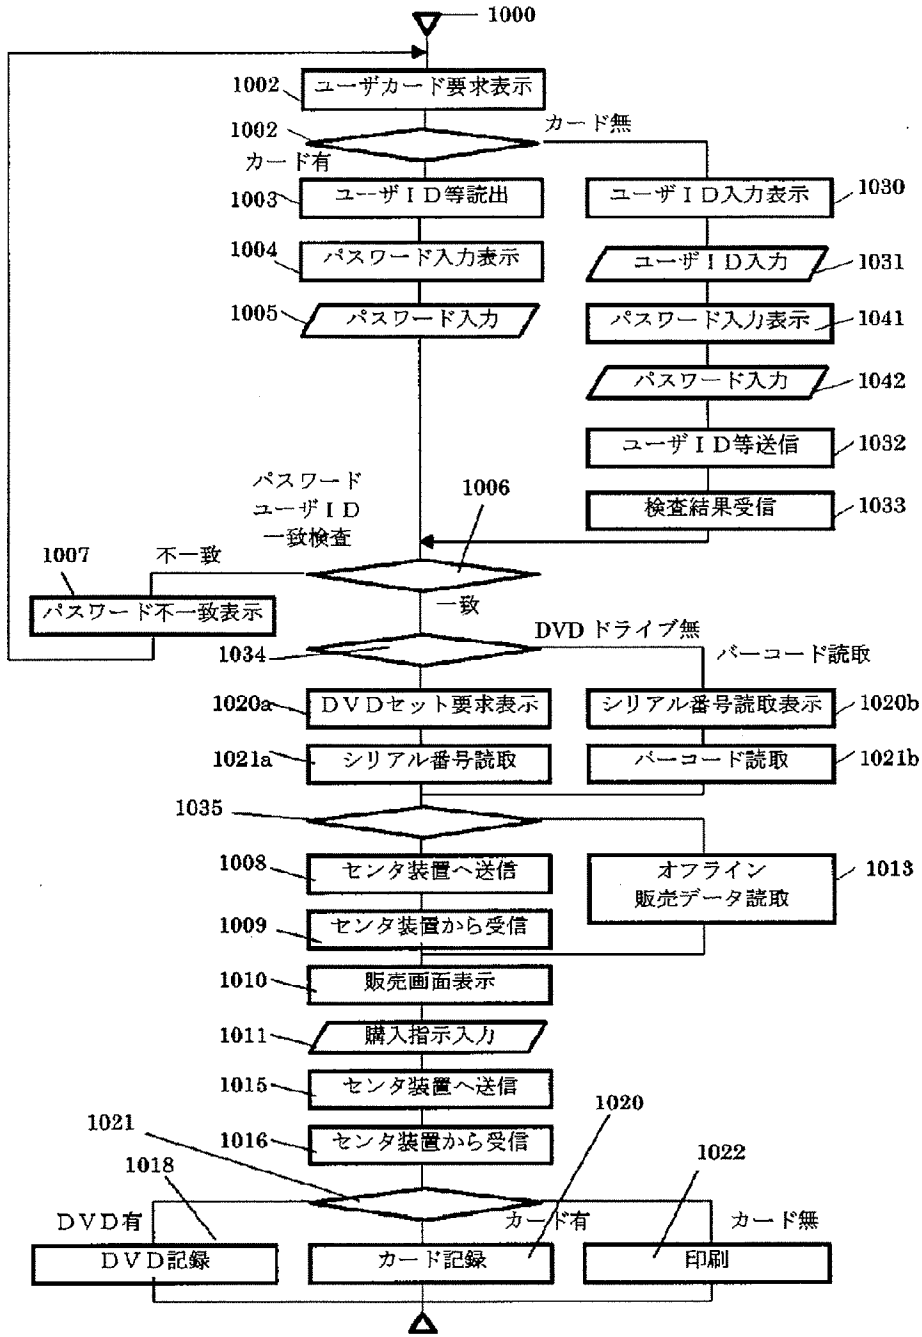 1000
1002
ユーザカード要求表示
1002
カード無
カード有
1003
ユーザＩＤ等読出
ユーザＩＤ入力表示
1030
1004
パスワード入力表示
ユーザＩＤ入力
1031
1005
パスワード入力
パスワード入力表示
1041
パスワード入力
1042
ユーザＩＤ等送信
1032
パスワード
ユーザＩＤ
一致検査
1006
検査結果受信
1033
1007
不一致
パスワード不一致表示
一致
1034
DVDドライブ無
バーコード読取
1020a
ＤＶＤセット要求表示
シリアル番号読取表示
1020b
1021a
シリアル番号読取
バーコード読取
1021b
1035
1008
センタ装置へ送信
オフライン
販売データ読取
1013
1009
センタ装置から受信
1010
販売画面表示
1011
購入指示入力
1015
センタ装置へ送信
1021
1016
センタ装置から受信
1020
1018
1022
ＤＶＤ有
カード有
カード無
ＤＶＤ記録
カード記録
印刷